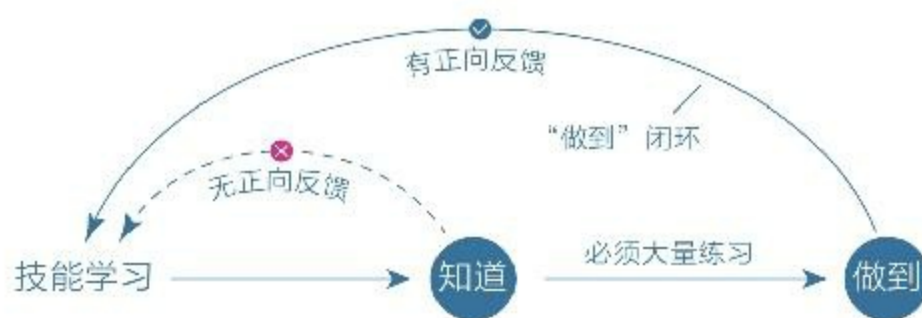 有正向反馈
“做到”闭环
无正向反馈
必须大量练习
技能学习
知道
做到